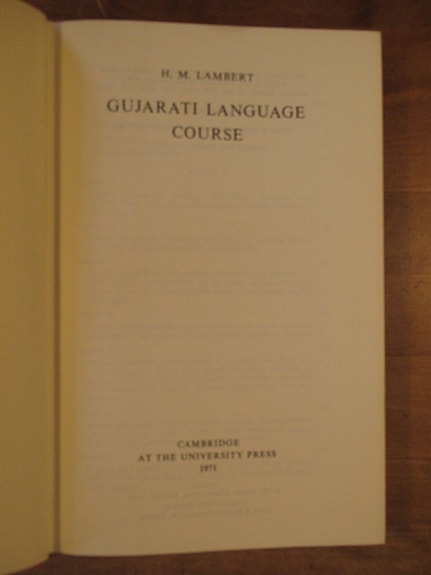 H. M. LAMBERT
GUJARATI LANGUAGE
COURSE
CAMBRIDGE
AT THE UNIVERSITY PRESS
1971